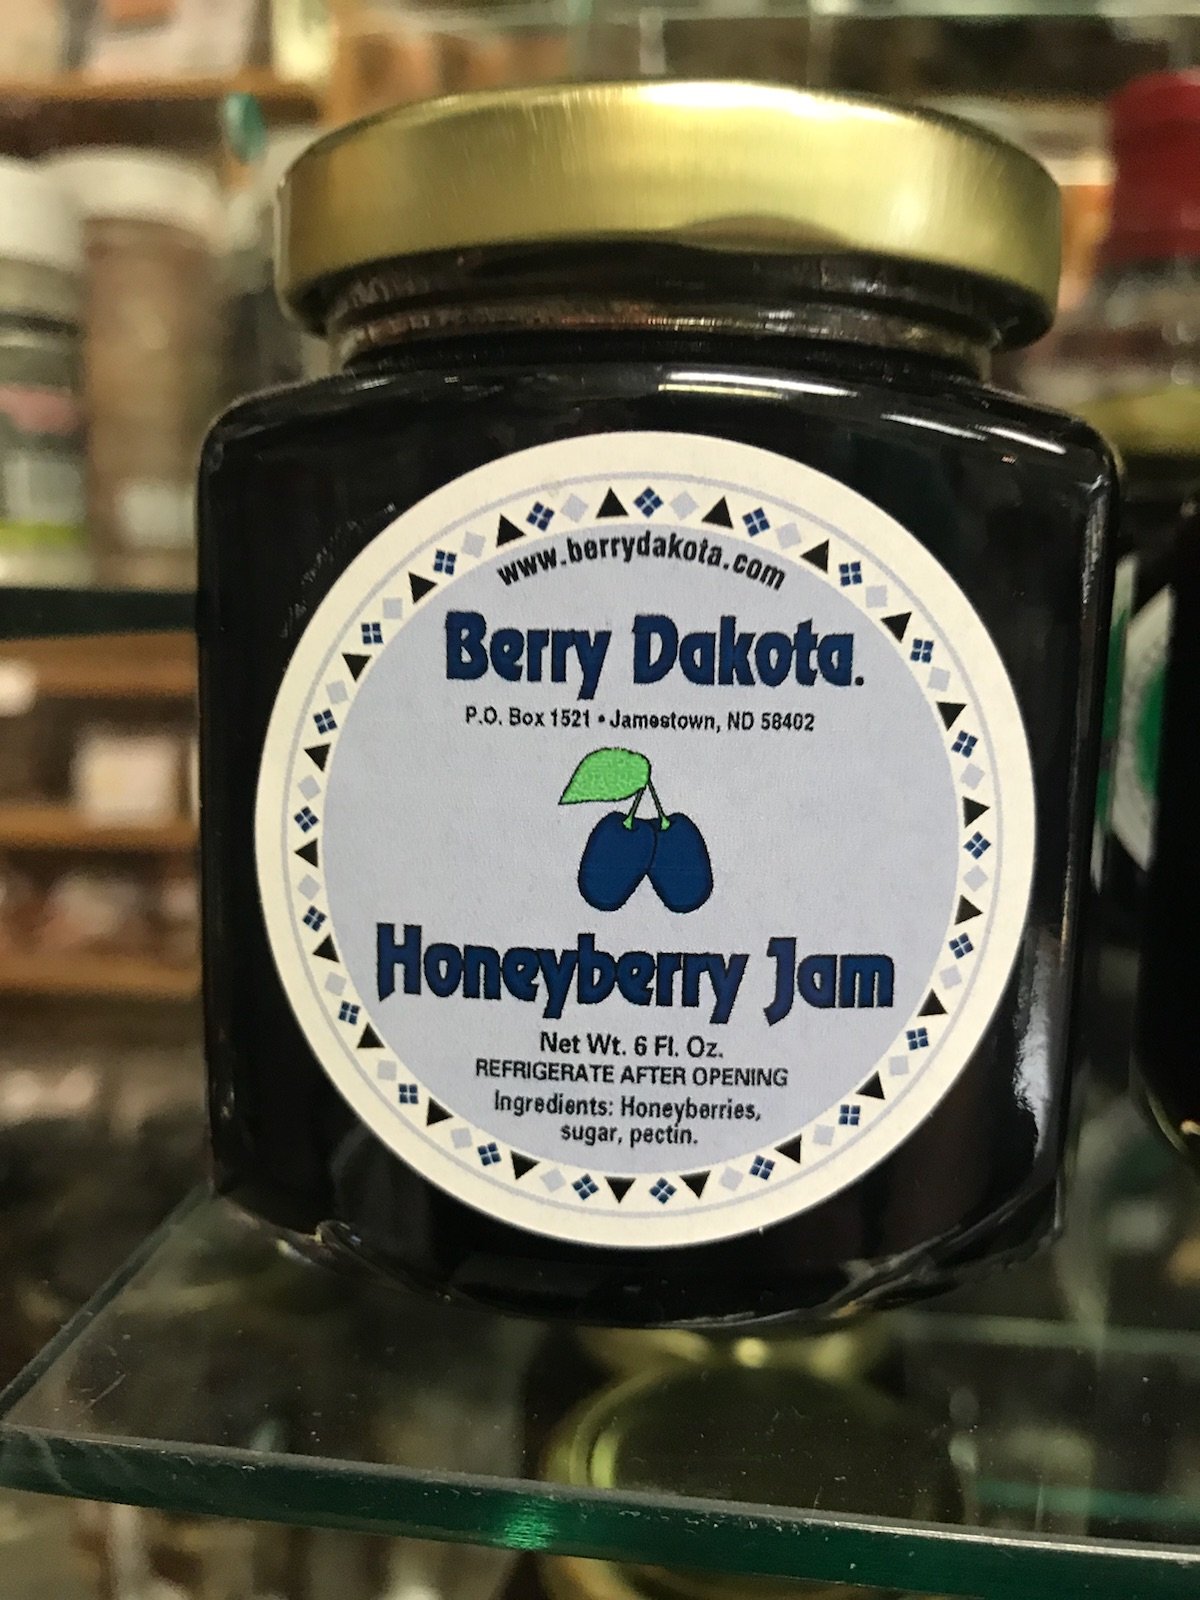 www.berrydakota.com
Berry Dakota.
P.O. Box 1521 • Jamestown, ND 58402
Honeyberry Jam
Net Wt. 6 Fl. Oz.
REFRIGERATE AFTER OPENING
Ingredients: Honeyberries,
sugar, pectin.